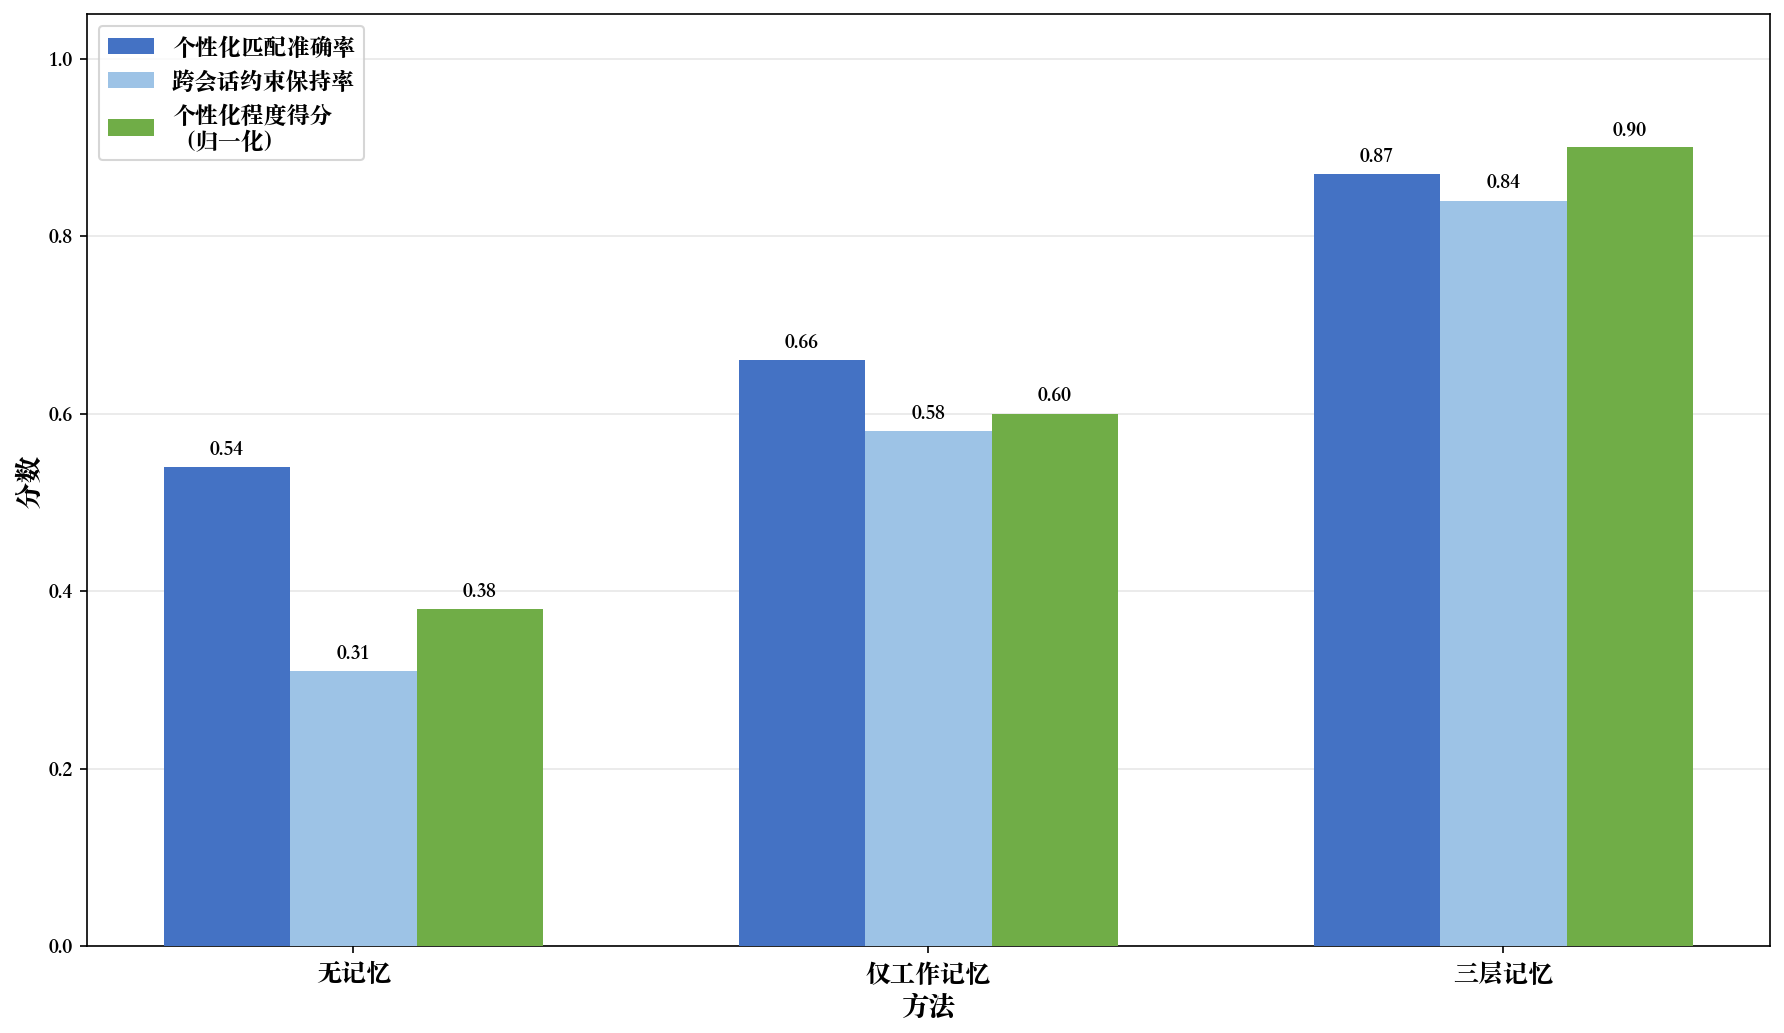 个性化匹配准确率
跨会话约束保持率
个性化程度得分
（归一化）
1.0
0.8
0.6
0.4
0.2
0.0
分数
0.54
0.31
0.38
0.66
0.58
0.60
0.87
0.84
0.90
无记忆
仅工作记忆
三层记忆
方法